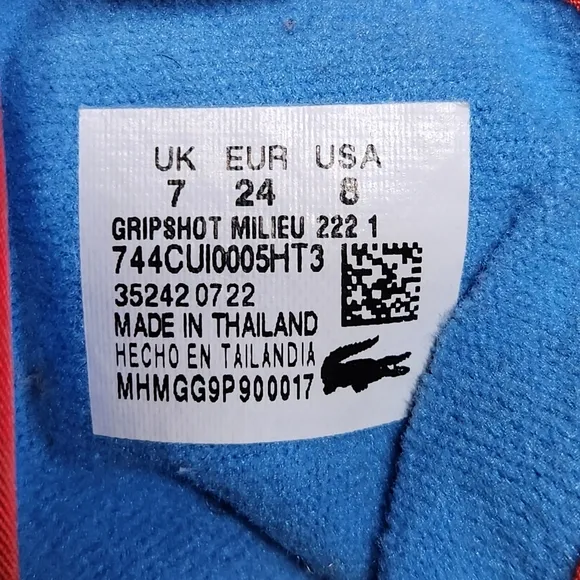 UK EUR USA
7 24 8
GRIPSHOT MILIEU 222 1
744CUI0005HT3
35242 0722
MADE IN THAILAND
HECHO EN TAILANDIA
MHMGG9P900017